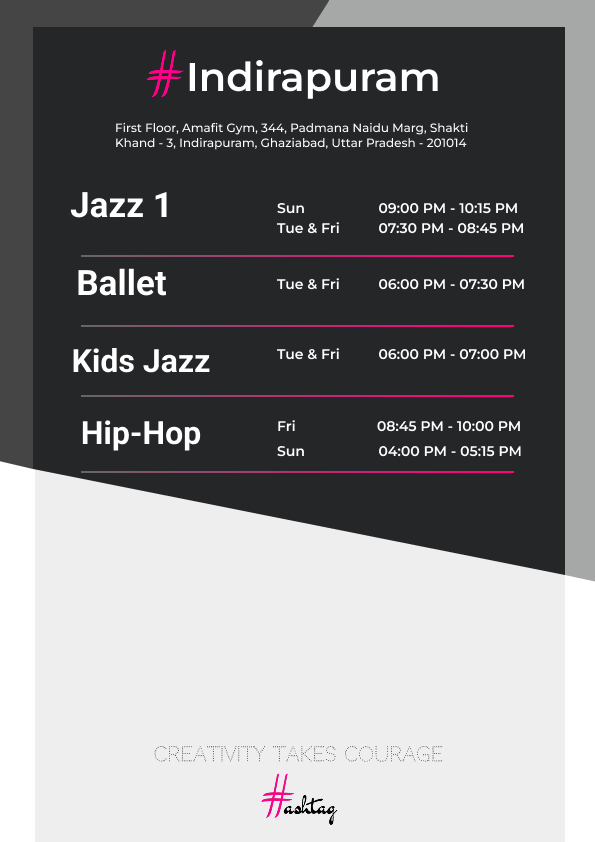 #Indirapuram
First Floor, Amafit Gym, 344, Padmana Naidu Marg, Shakti
Khand - 3, Indirapuram, Ghaziabad, Uttar Pradesh - 201014
Jazz 1
Sun 09:00 PM - 10:15 PM
Tue & Fri 07:30 PM - 08:45 PM
Ballet Tue & Fri 06:00 PM - 07:30 PM
Kids Jazz Tue & Fri 06:00 PM - 07:00 PM
Hip-Hop
Fri 08:45 PM - 10:00 PM
Sun 04:00 PM - 05:15 PM
CREATIVITY TAKES COURAGE
#ashtag